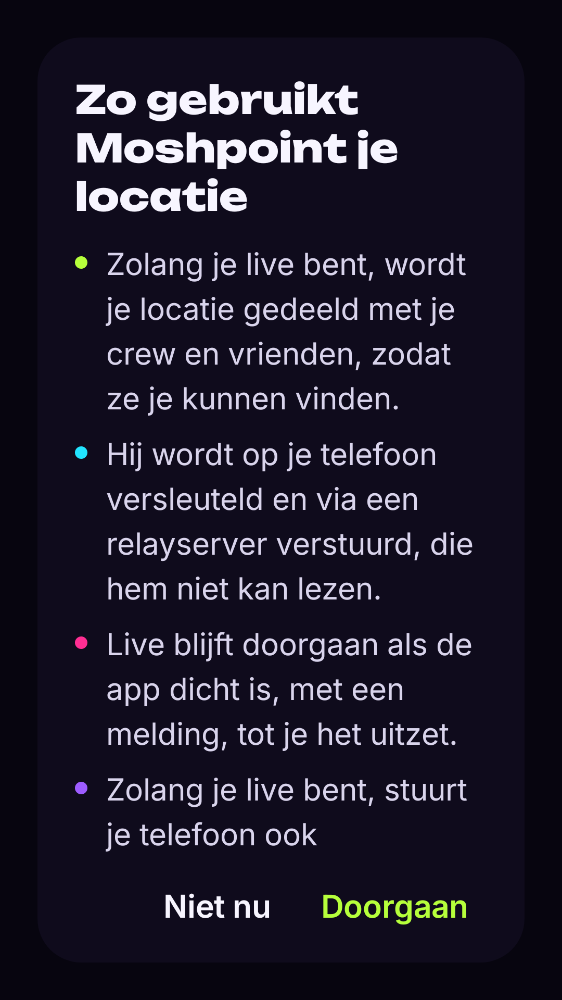 Zo gebruikt
Moshpoint je
locatie
Zolang je live bent, wordt
je locatie gedeeld met je
crew en vrienden, zodat
ze je kunnen vinden.
Hij wordt op je telefoon
versleuteld en via een
relayserver verstuurd, die
hem niet kan lezen.
Live blijft doorgaan als de
app dicht is, met een
melding, tot je het uitzet.
Zolang je live bent, stuurt
je telefoon ook
Niet nu
Doorgaan